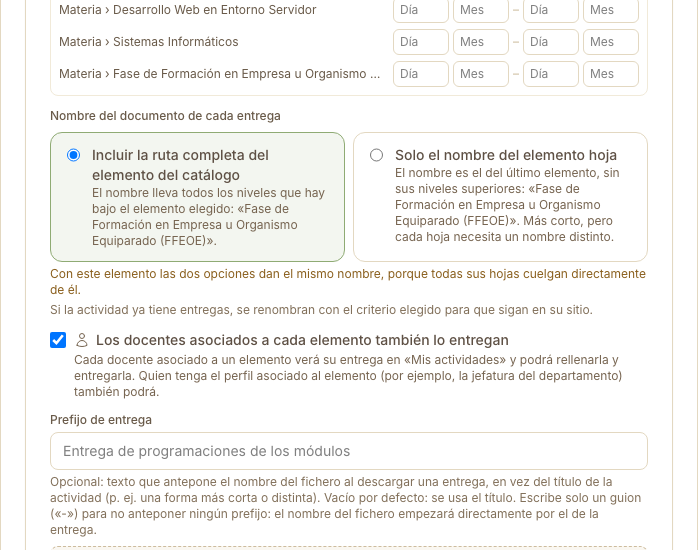 Materia › Desarrollo Web en Entorno Servidor Día Mes – Día Mes
Materia › Sistemas Informáticos Día Mes – Día Mes
Materia › Fase de Formación en Empresa u Organismo ... Día Mes – Día Mes
Nombre del documento de cada entrega
Incluir la ruta completa del
elemento del catálogo
El nombre lleva todos los niveles que hay
bajo el elemento elegido: «Fase de
Formación en Empresa u Organismo
Equiparado (FFEOE)».
Solo el nombre del elemento hoja
El nombre es el del último elemento, sin
sus niveles superiores: «Fase de
Formación en Empresa u Organismo
Equiparado (FFEOE)». Más corto, pero
cada hoja necesita un nombre distinto.
Con este elemento las dos opciones dan el mismo nombre, porque todas sus hojas cuelgan directamente
de él.
Si la actividad ya tiene entregas, se renombran con el criterio elegido para que sigan en su sitio.
Los docentes asociados a cada elemento también lo entregan
Cada docente asociado a un elemento verá su entrega en «Mis actividades» y podrá rellenarla y
entregarla. Quien tenga el perfil asociado al elemento (por ejemplo, la jefatura del departamento)
también podrá.
Prefijo de entrega
Entrega de programaciones de los módulos
Opcional: texto que antepone el nombre del fichero al descargar una entrega, en vez del título de la
actividad (p. ej. una forma más corta o distinta). Vacío por defecto: se usa el título. Escribe solo un guion
(«-») para no anteponer ningún prefijo: el nombre del fichero empezará directamente por el de la
entrega.